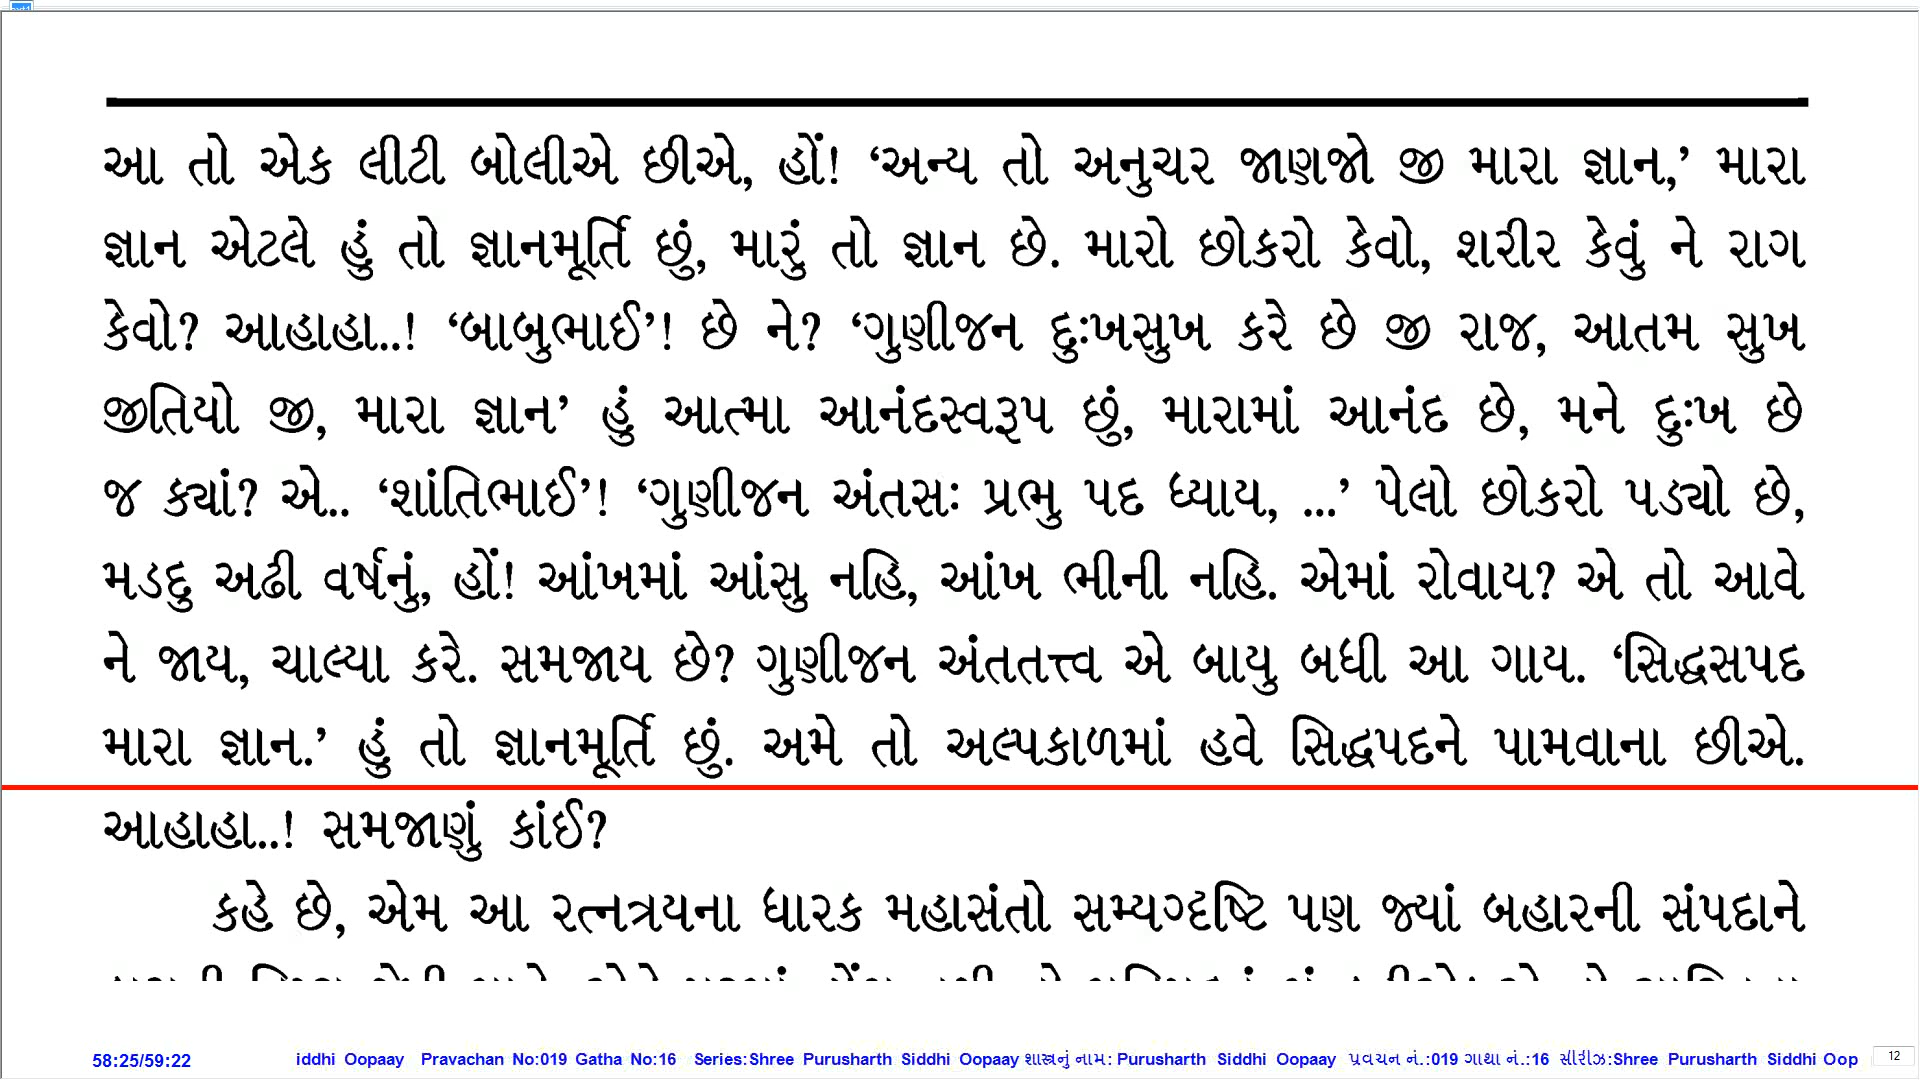 આ તો એક લીટી બોલીએ છીએ, હોં! ‘અન્ય તો અનુચર જાણજો જી મારા જ્ઞાન,’ મારા
જ્ઞાન એટલે હું તો જ્ઞાનમૂર્તિ છું, મારું તો જ્ઞાન છે. મારો છોકરો કેવો, શરીર કેવું ને રાગ
કેવો? આહાહા..! ‘બાબુભાઈ’! છે ને? ‘ગુણીજન દુઃખસુખ કરે છે જી રાજ, આતમ સુખ
જીતિયો જી, મારા જ્ઞાન’ હું આત્મા આનંદસ્વરૂપ છું, મારામાં આનંદ છે, મને દુઃખ છે
જ ક્યાં? એ.. ‘શાંતિભાઈ’! ‘ગુણીજન અંતસઃ પ્રભુ પદ ધ્યાય, ...’ પેલો છોકરો પડ્યો છે,
મડદુ અઢી વર્ષનું, હોં! આંખમાં આંસુ નહિ, આંખ ભીની નહિ. એમાં રોવાય? એ તો આવે
ને જાય, ચાલ્યા કરે. સમજાય છે? ગુણીજન અંતતત્ત્વ એ બાયુ બધી આ ગાય. ‘સિદ્ધસપદ
મારા જ્ઞાન.’ હું તો જ્ઞાનમૂર્તિ છું. અમે તો અલ્પકાળમાં હવે સિદ્ધપદને પામવાના છીએ.
આહાહા..! સમજાણું કાંઈ?
કહે છે, એમ આ રત્નત્રયના ધારક મહાસંતો સમ્યગ્દૃષ્ટિ પણ જ્યાં બહારની સંપદાને
58:25/59:22 iddhi Oopaay Pravachan No:019 Gatha No:16 Series:Shree Purusharth Siddhi Oopaay શાસ્ત્રનું નામ: Purusharth Siddhi Oopaay પ્રવચન નં.:019 ગાથા નં.:16 સીરીઝ:Shree Purusharth Siddhi Oop 12